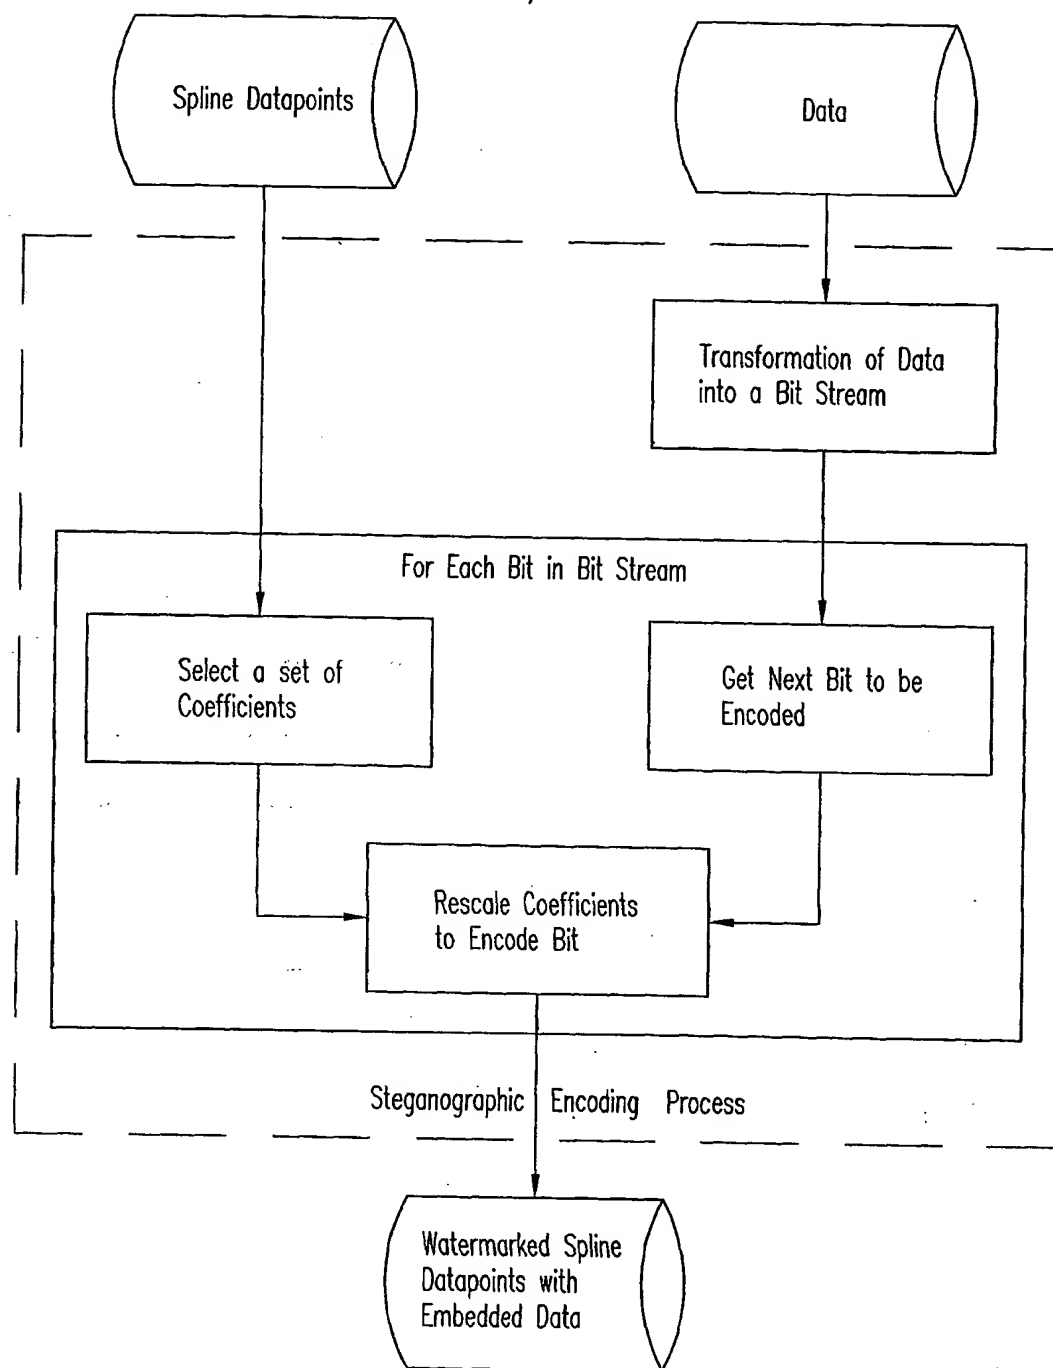 Spline Datapoints
Data
Transformation of Data
into a Bit Stream
For Each Bit in Bit Stream
Select a set of
Coefficients
Get Next Bit to be
Encoded
Rescale Coefficients
to Encode Bit
Steganographic Encoding Process
Watermarked Spline
Datapoints with
Embedded Data